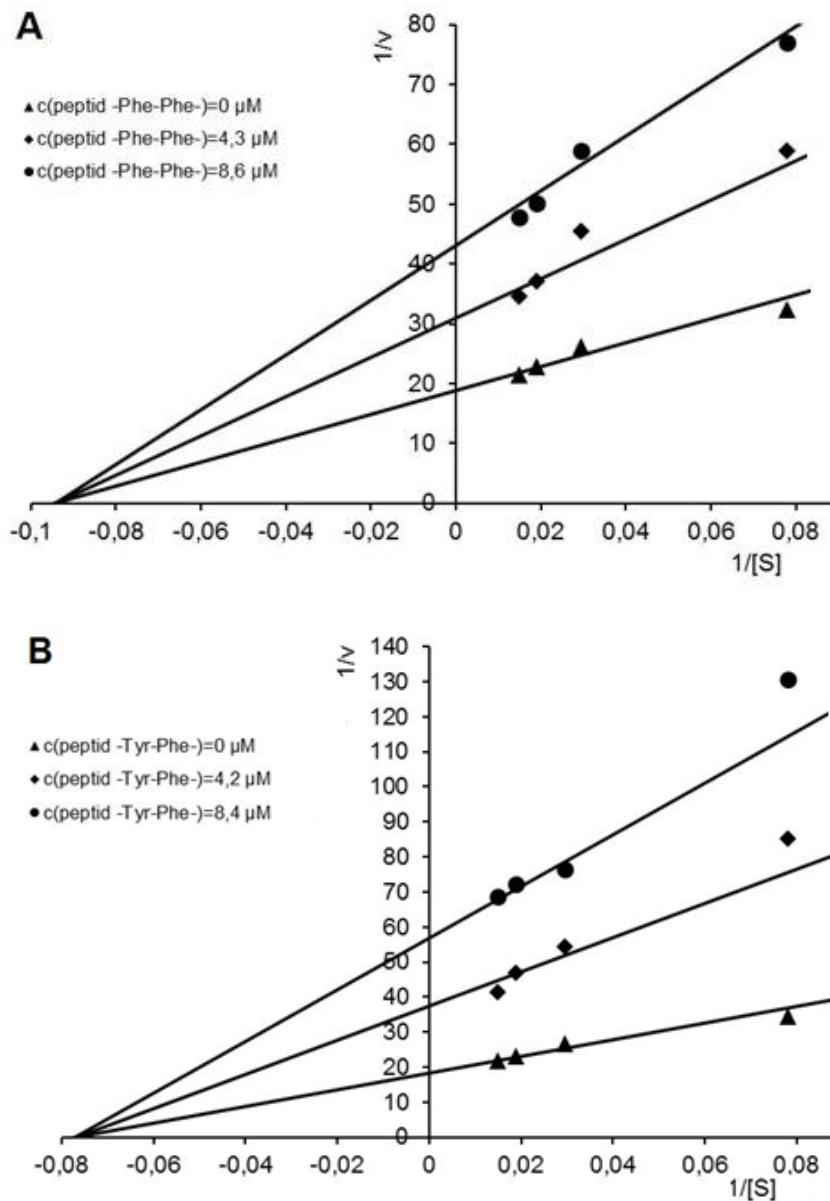 A
1/v
80
70
60
50
40
30
20
10
0
c(peptid -Phe-Phe-)=0 µM
c(peptid -Phe-Phe-)=4,3 µM
c(peptid -Phe-Phe-)=8,6 µM
-0,1 -0,08 -0,06 -0,04 -0,02 0 0,02 0,04 0,06 0,08
1/[S]
B
1/v
140
130
120
110
100
90
80
70
60
50
40
30
20
10
0
c(peptid -Tyr-Phe-)=0 µM
c(peptid -Tyr-Phe-)=4,2 µM
c(peptid -Tyr-Phe-)=8,4 µM
-0,08 -0,06 -0,04 -0,02 0 0,02 0,04 0,06 0,08
1/[S]